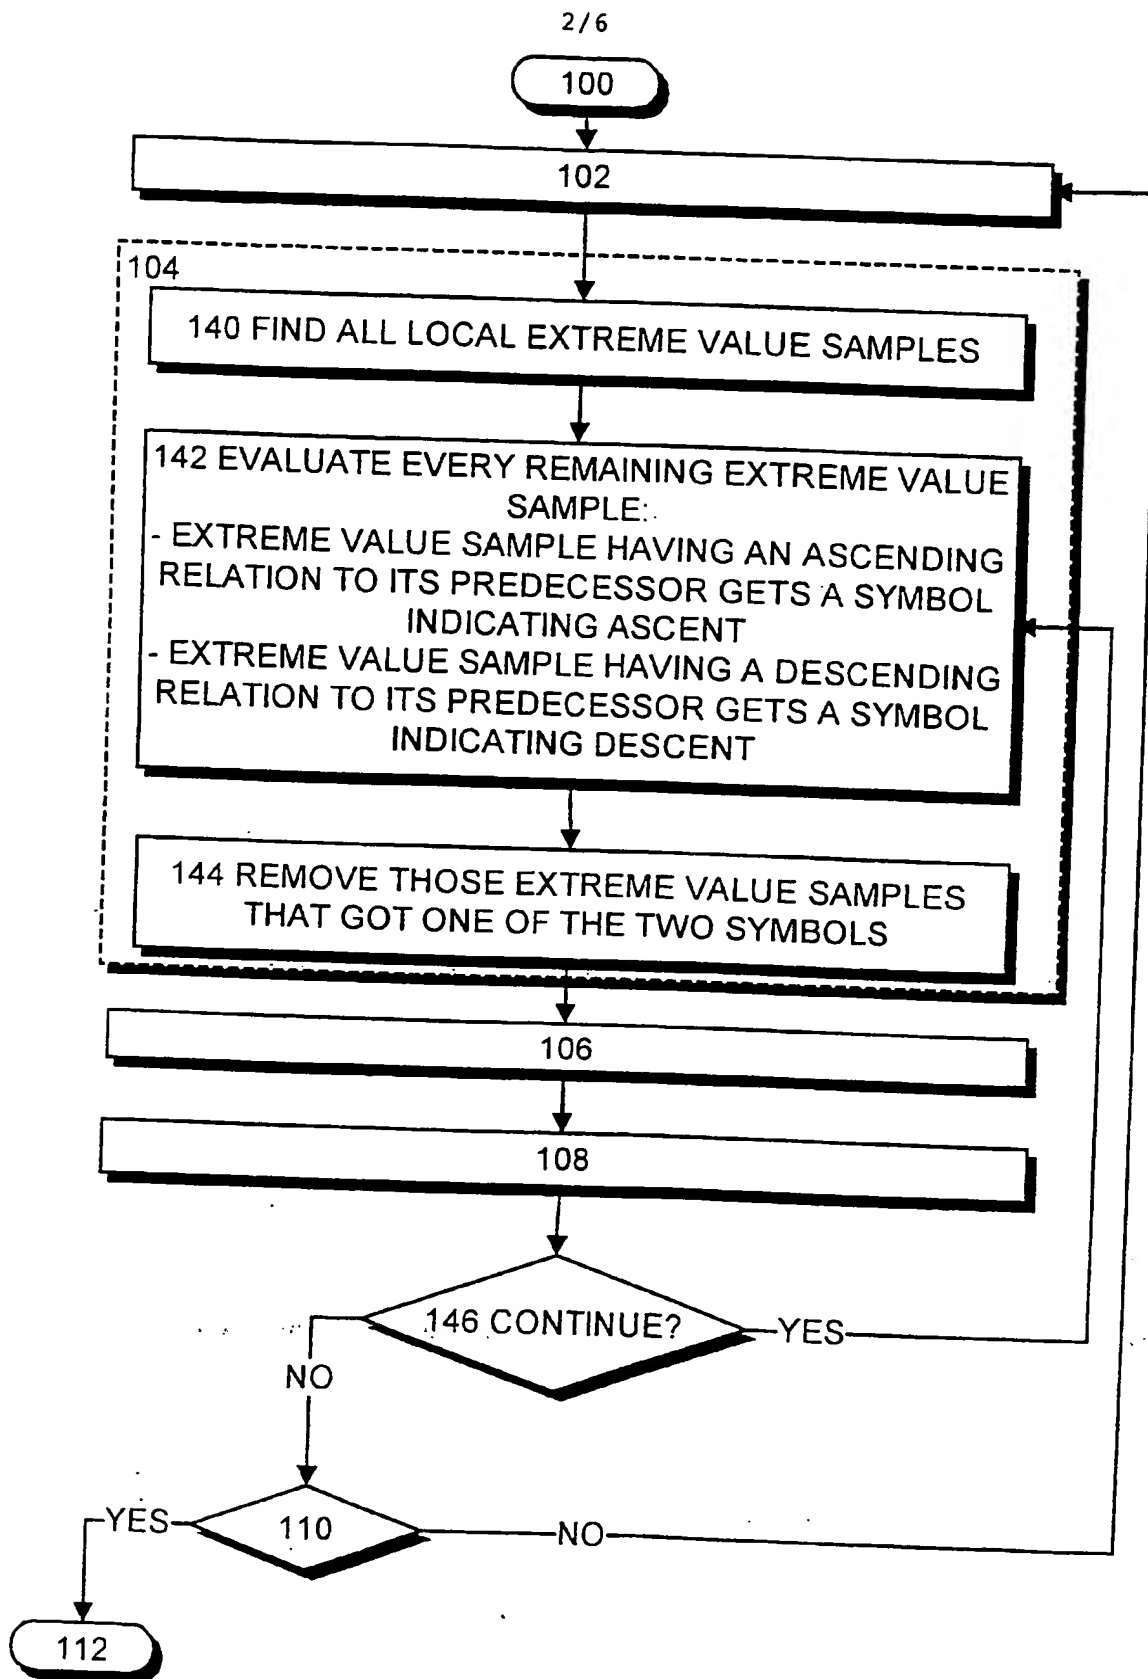 2/6
100
102
104
140 FIND ALL LOCAL EXTREME VALUE SAMPLES
142 EVALUATE EVERY REMAINING EXTREME VALUE
SAMPLE:
- EXTREME VALUE SAMPLE HAVING AN ASCENDING
RELATION TO ITS PREDECESSOR GETS A SYMBOL
INDICATING ASCENT
- EXTREME VALUE SAMPLE HAVING A DESCENDING
RELATION TO ITS PREDECESSOR GETS A SYMBOL
INDICATING DESCENT
144 REMOVE THOSE EXTREME VALUE SAMPLES
THAT GOT ONE OF THE TWO SYMBOLS
106
108
146 CONTINUE?
YES
NO
YES
110
NO
112